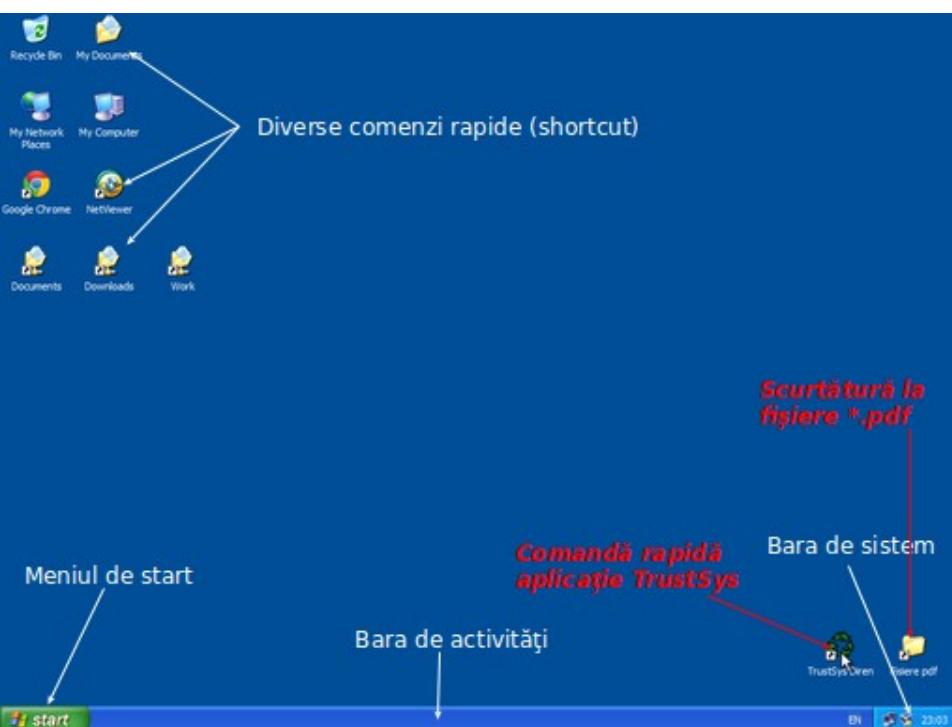 Recycle Bin
My Documents
My Network
Places
My Computer
Diverse comenzi rapide (shortcut)
Google Chrome
NetViewer
Documents
Downloads
Work
Scurtătură la
fişiere *.pdf
Comandă rapidă
aplicaţie TrustSys
Bara de sistem
Meniul de start
Bara de activităţi
TrustSys Diren
Fisiere pdf
start
EN
23:03